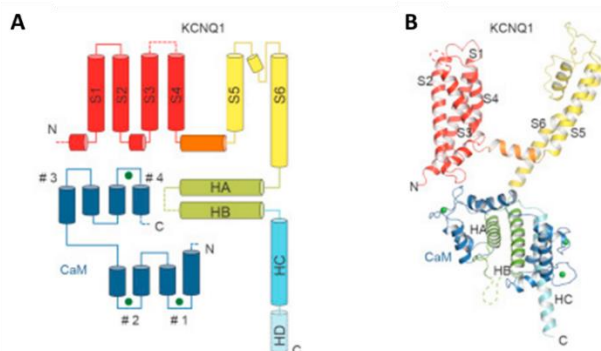 A
KCNQ1
S1
S2
S3
S4
S5
S6
N
# 3
# 4
C
CaM
N
# 2
# 1
HA
HB
HC
HD
C
B
KCNQ1
S1
S2
S4
S3
S6
S5
N
HA
CaM
HB
HC
C